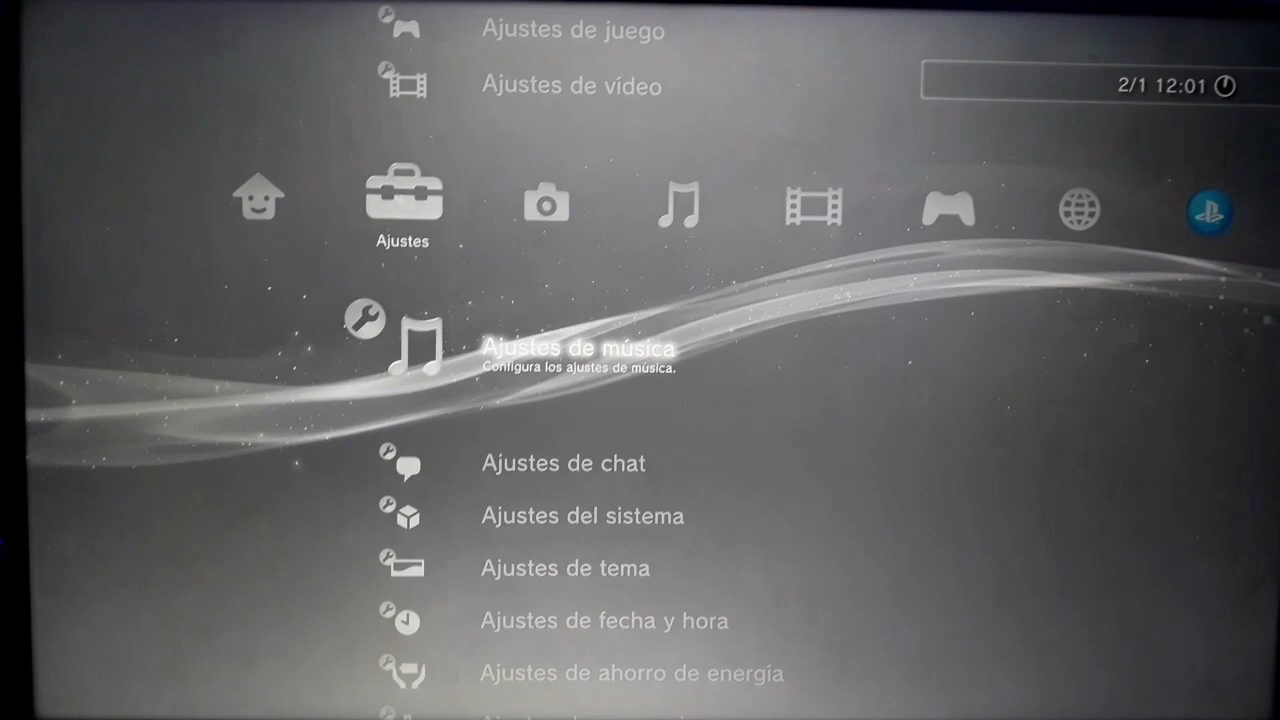 Ajustes de juego
Ajustes de vídeo
2/1 12:01
Ajustes
Ajustes de música
Configura los ajustes de música.
Ajustes de chat
Ajustes del sistema
Ajustes de tema
Ajustes de fecha y hora
Ajustes de ahorro de energía